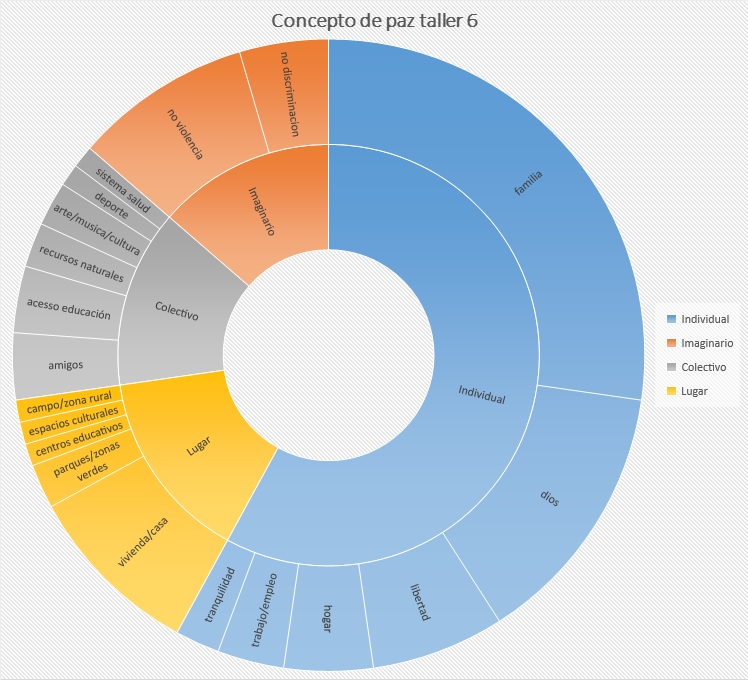 Concepto de paz taller 6
familia
dios
libertad
hogar
trabajo/empleo
tranquilidad
vivienda/casa
parques/zonas
verdes
centros educativos
espacios culturales
campo/zona rural
amigos
acesso educación
recursos naturales
arte/musica/cultura
deporte
sistema salud
no violencia
no discriminacion
Individual
Lugar
Colectivo
Imaginario
Individual
Imaginario
Colectivo
Lugar